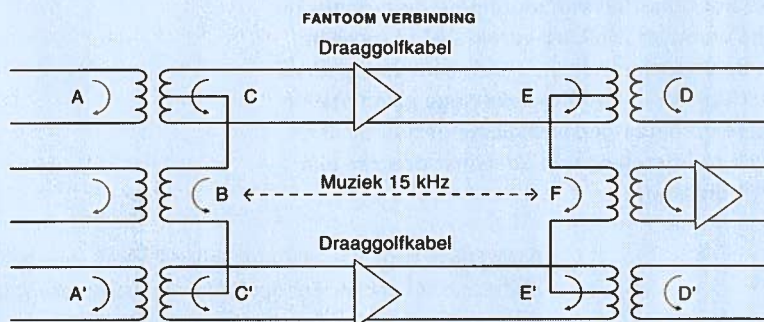 FANTOOM VERBINDING
Draaggolfkabel
A C E D
B Muziek 15 kHz F
Draaggolfkabel
A' C' E' D'